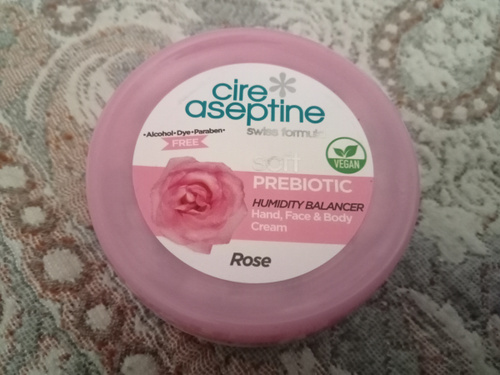 cire
aseptine
swiss formula
•Alcohol•Dye•Paraben•
FREE
soft
VEGAN
PREBIOTIC
HUMIDITY BALANCER
Hand, Face & Body
Cream
Rose